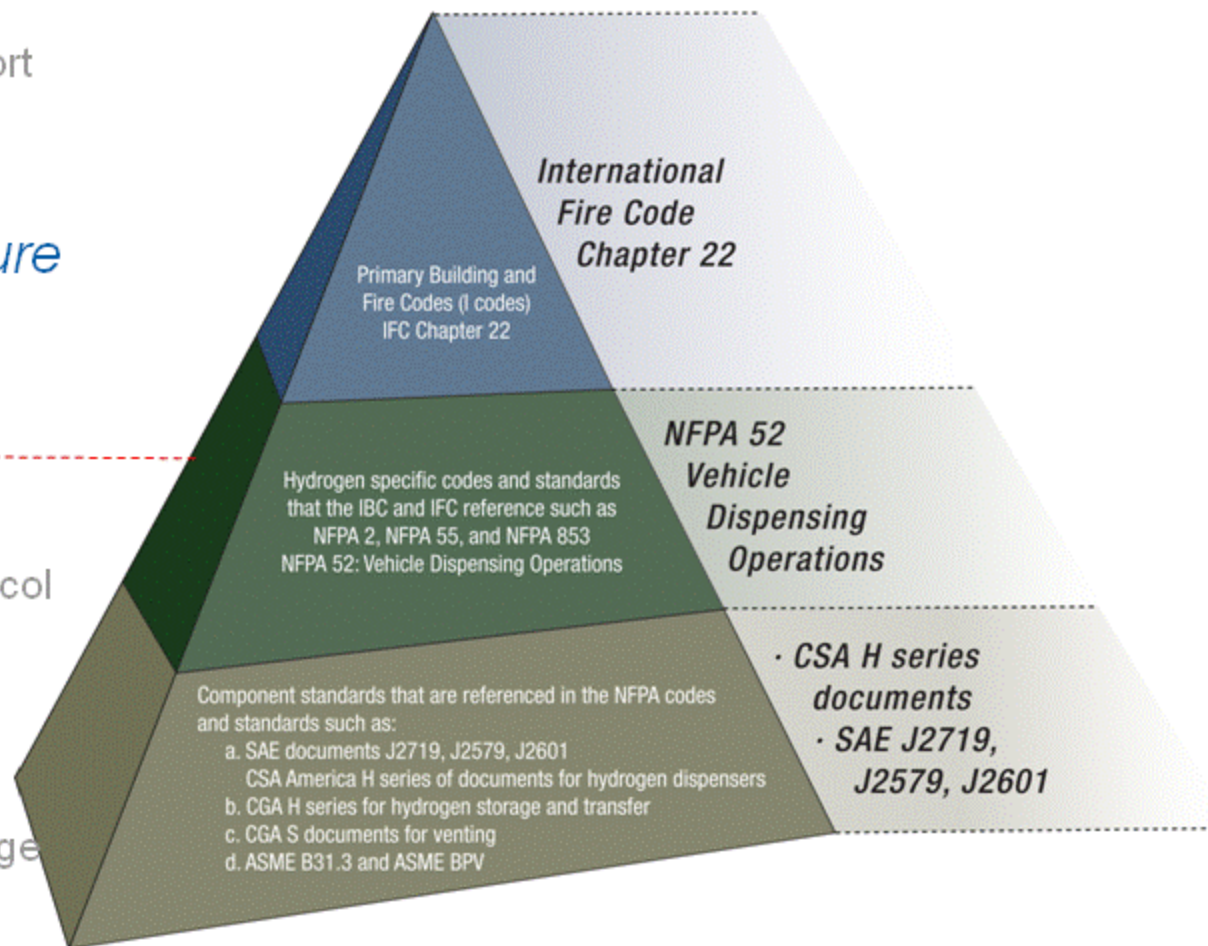 ort
International
Fire Code
Chapter 22
ure
Primary Building and
Fire Codes (I codes)
IFC Chapter 22
NFPA 52
Vehicle
Dispensing
Operations
Hydrogen specific codes and standards
that the IBC and IFC reference such as
NFPA 2, NFPA 55, and NFPA 853
NFPA 52: Vehicle Dispensing Operations
col
· CSA H series
documents
· SAE J2719,
J2579, J2601
Component standards that are referenced in the NFPA codes
and standards such as:
a. SAE documents J2719, J2579, J2601
CSA America H series of documents for hydrogen dispensers
b. CGA H series for hydrogen storage and transfer
c. CGA S documents for venting
d. ASME B31.3 and ASME BPV
ge